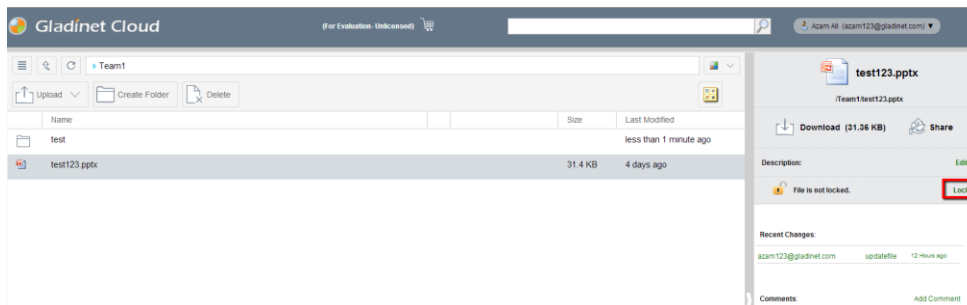 Gladinet Cloud
(For Evaluation- Unlicensed)
Azam Ali (azam123@gladinet.com) ▼
Team1
Upload
Create Folder
Delete
Name Size Last Modified
test less than 1 minute ago
test123.pptx 31.4 KB 4 days ago
test123.pptx
/Team1/test123.pptx
Download (31.36 KB) Share
Description: Edit
File is not locked. Lock
Recent Changes:
azam123@gladinet.com updatefile 12 Hours ago
Comments: Add Comment